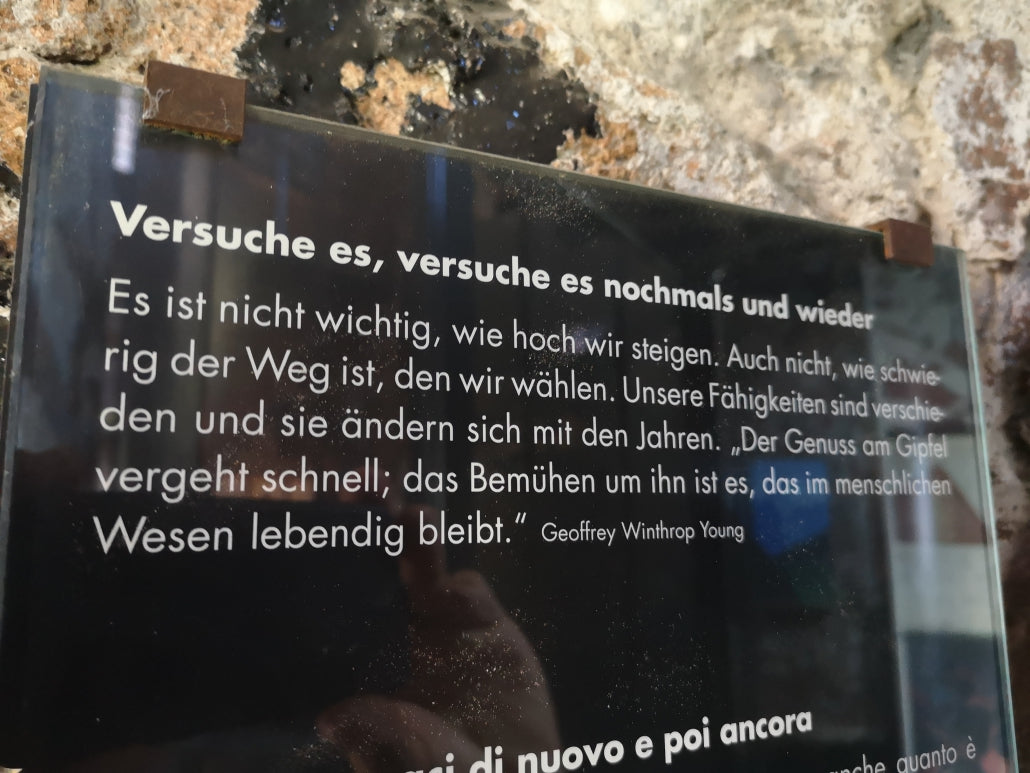 Versuche es, versuche es nochmals und wieder
Es ist nicht wichtig, wie hoch wir steigen. Auch nicht, wie schwie-
rig der Weg ist, den wir wählen. Unsere Fähigkeiten sind verschie-
den und sie ändern sich mit den Jahren. „Der Genuss am Gipfel
vergeht schnell; das Bemühen um ihn ist es, das im menschlichen
Wesen lebendig bleibt.“ Geoffrey Winthrop Young
di nuovo e poi ancora
quanto è